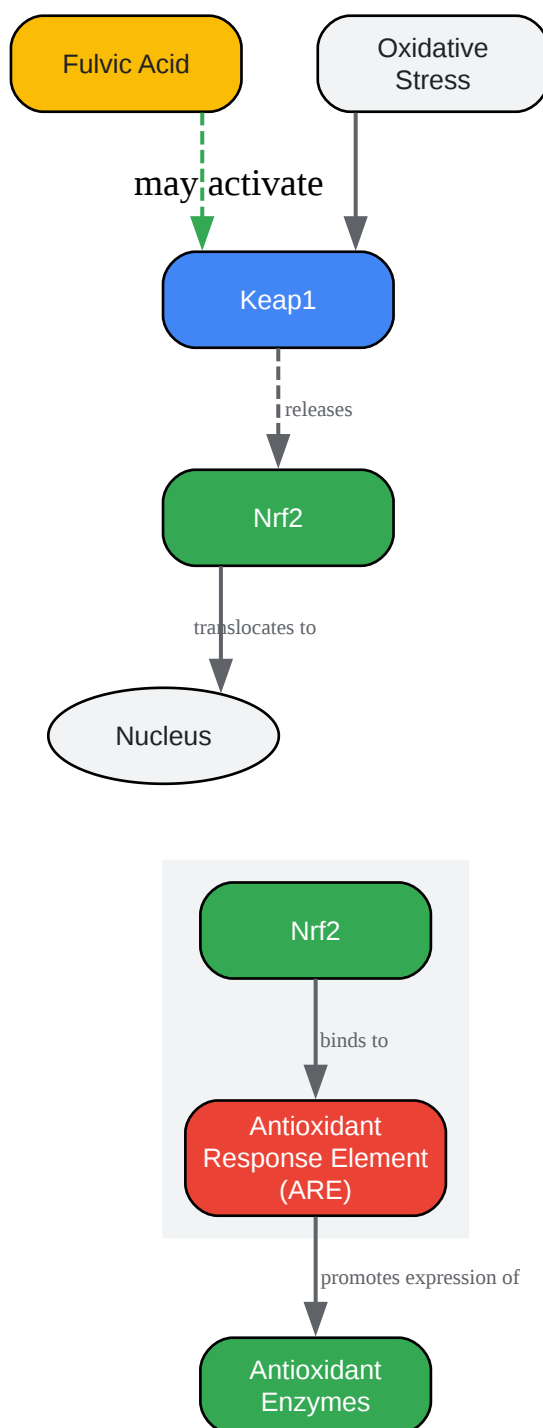 Fulvic Acid
Oxidative
Stress
may activate
Keap1
releases
Nrf2
translocates to
Nucleus
Nrf2
binds to
Antioxidant
Response Element
(ARE)
promotes expression of
Antioxidant
Enzymes